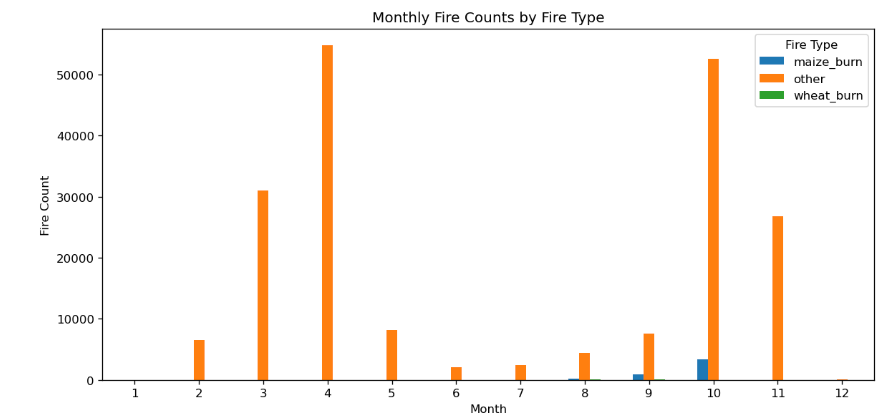 Monthly Fire Counts by Fire Type
Fire Type
maize_burn
other
wheat_burn
Fire Count
50000
40000
30000
20000
10000
0
1 2 3 4 5 6 7 8 9 10 11 12
Month